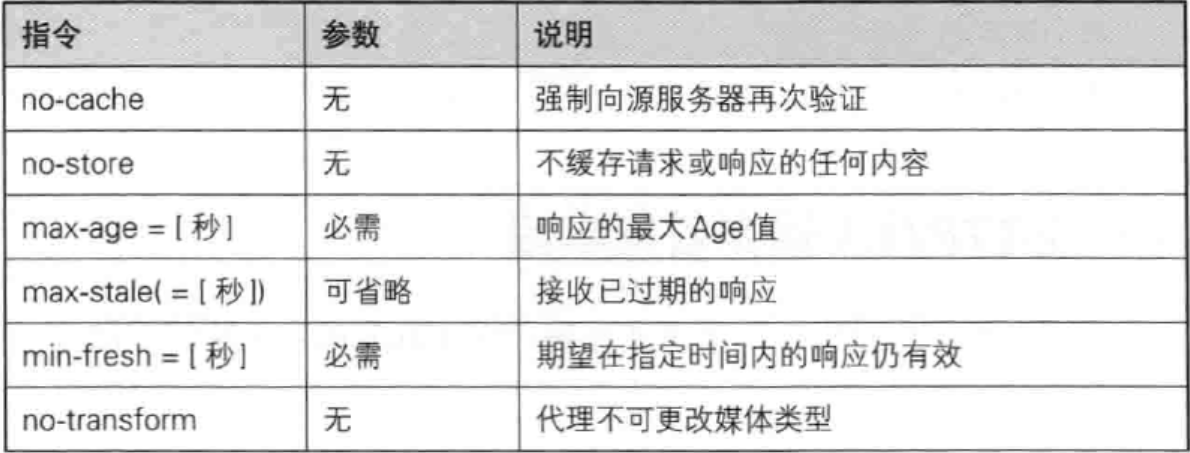 指令 参数 说明
no-cache 无 强制向源服务器再次验证
no-store 无 不缓存请求或响应的任何内容
max-age = [ 秒 ] 必需 响应的最大Age值
max-stale( = [ 秒 ]) 可省略 接收已过期的响应
min-fresh = [ 秒 ] 必需 期望在指定时间内的响应仍有效
no-transform 无 代理不可更改媒体类型